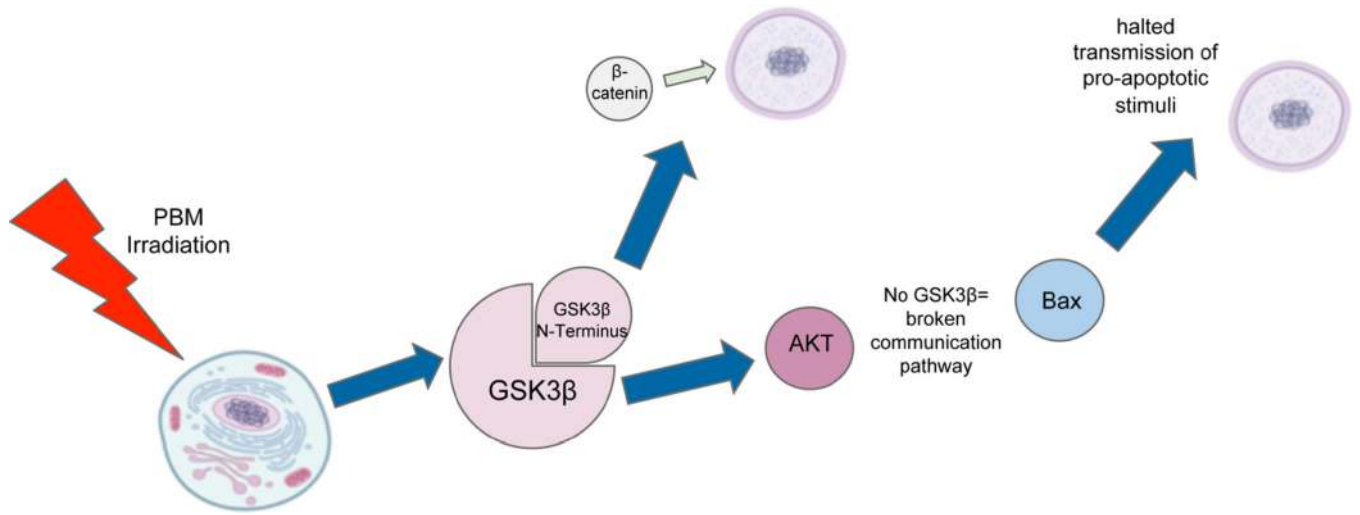 PBM
Irradiation
β-
catenin
GSK3β
N-Terminus
GSK3β
AKT
No GSK3β=
broken
communication
pathway
Bax
halted
transmission of
pro-apoptotic
stimuli